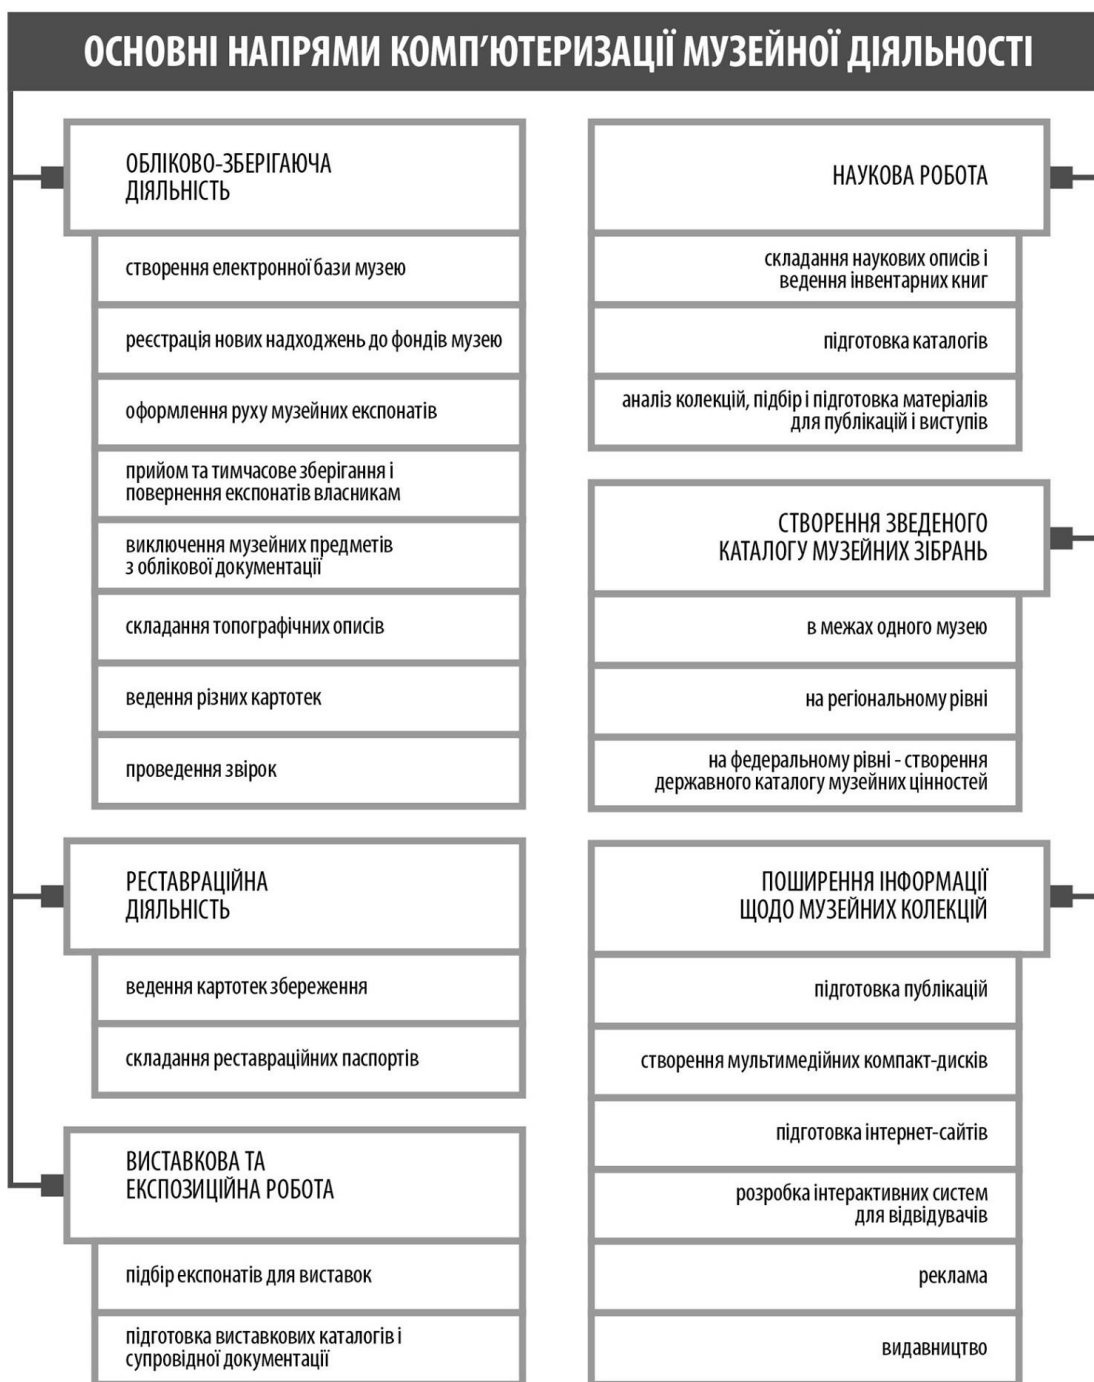 ОСНОВНІ НАПРЯМИ КОМП’ЮТЕРИЗАЦІЇ МУЗЕЙНОЇ ДІЯЛЬНОСТІ
ОБЛІКОВО-ЗБЕРІГАЮЧА
ДІЯЛЬНІСТЬ
створення електронної бази музею
реєстрація нових надходжень до фондів музею
оформлення руху музейних експонатів
прийом та тимчасове зберігання і
повернення експонатів власникам
виключення музейних предметів
з облікової документації
складання топографічних описів
ведення різних картотек
проведення звірок
РЕСТАВРАЦІЙНА
ДІЯЛЬНІСТЬ
ведення картотек збереження
складання реставраційних паспортів
ВИСТАВКОВА ТА
ЕКСПОЗИЦІЙНА РОБОТА
підбір експонатів для виставок
підготовка виставкових каталогів і
супровідної документації
НАУКОВА РОБОТА
складання наукових описів і
ведення інвентарних книг
підготовка каталогів
аналіз колекцій, підбір і підготовка матеріалів
для публікацій і виступів
СТВОРЕННЯ ЗВЕДЕНОГО
КАТАЛОГУ МУЗЕЙНИХ ЗІБРАНЬ
в межах одного музею
на регіональному рівні
на федеральному рівні - створення
державного каталогу музейних цінностей
ПОШИРЕННЯ ІНФОРМАЦІЇ
ЩОДО МУЗЕЙНИХ КОЛЕКЦІЙ
підготовка публікацій
створення мультимедійних компакт-дисків
підготовка інтернет-сайтів
розробка інтерактивних систем
для відвідувачів
реклама
видавництво